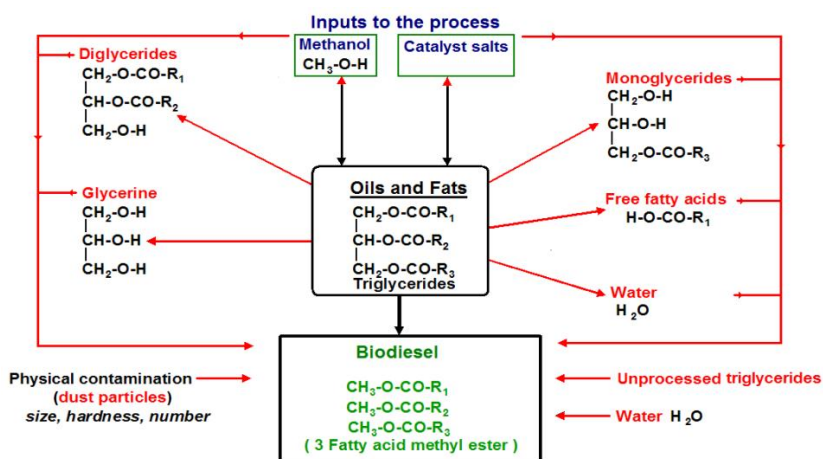 Inputs to the process
Methanol
CH₃-O-H
Catalyst salts
Diglycerides
CH₂-O-CO-R₁
CH-O-CO-R₂
CH₂-O-H
Monoglycerides
CH₂-O-H
CH-O-H
CH₂-O-CO-R₃
Oils and Fats
CH₂-O-CO-R₁
CH-O-CO-R₂
CH₂-O-CO-R₃
Triglycerides
Glycerine
CH₂-O-H
CH-O-H
CH₂-O-H
Free fatty acids
H-O-CO-R₁
Water
H₂O
Biodiesel
CH₃-O-CO-R₁
CH₃-O-CO-R₂
CH₃-O-CO-R₃
( 3 Fatty acid methyl ester )
Physical contamination
(dust particles)
size, hardness, number
Unprocessed triglycerides
Water H₂O